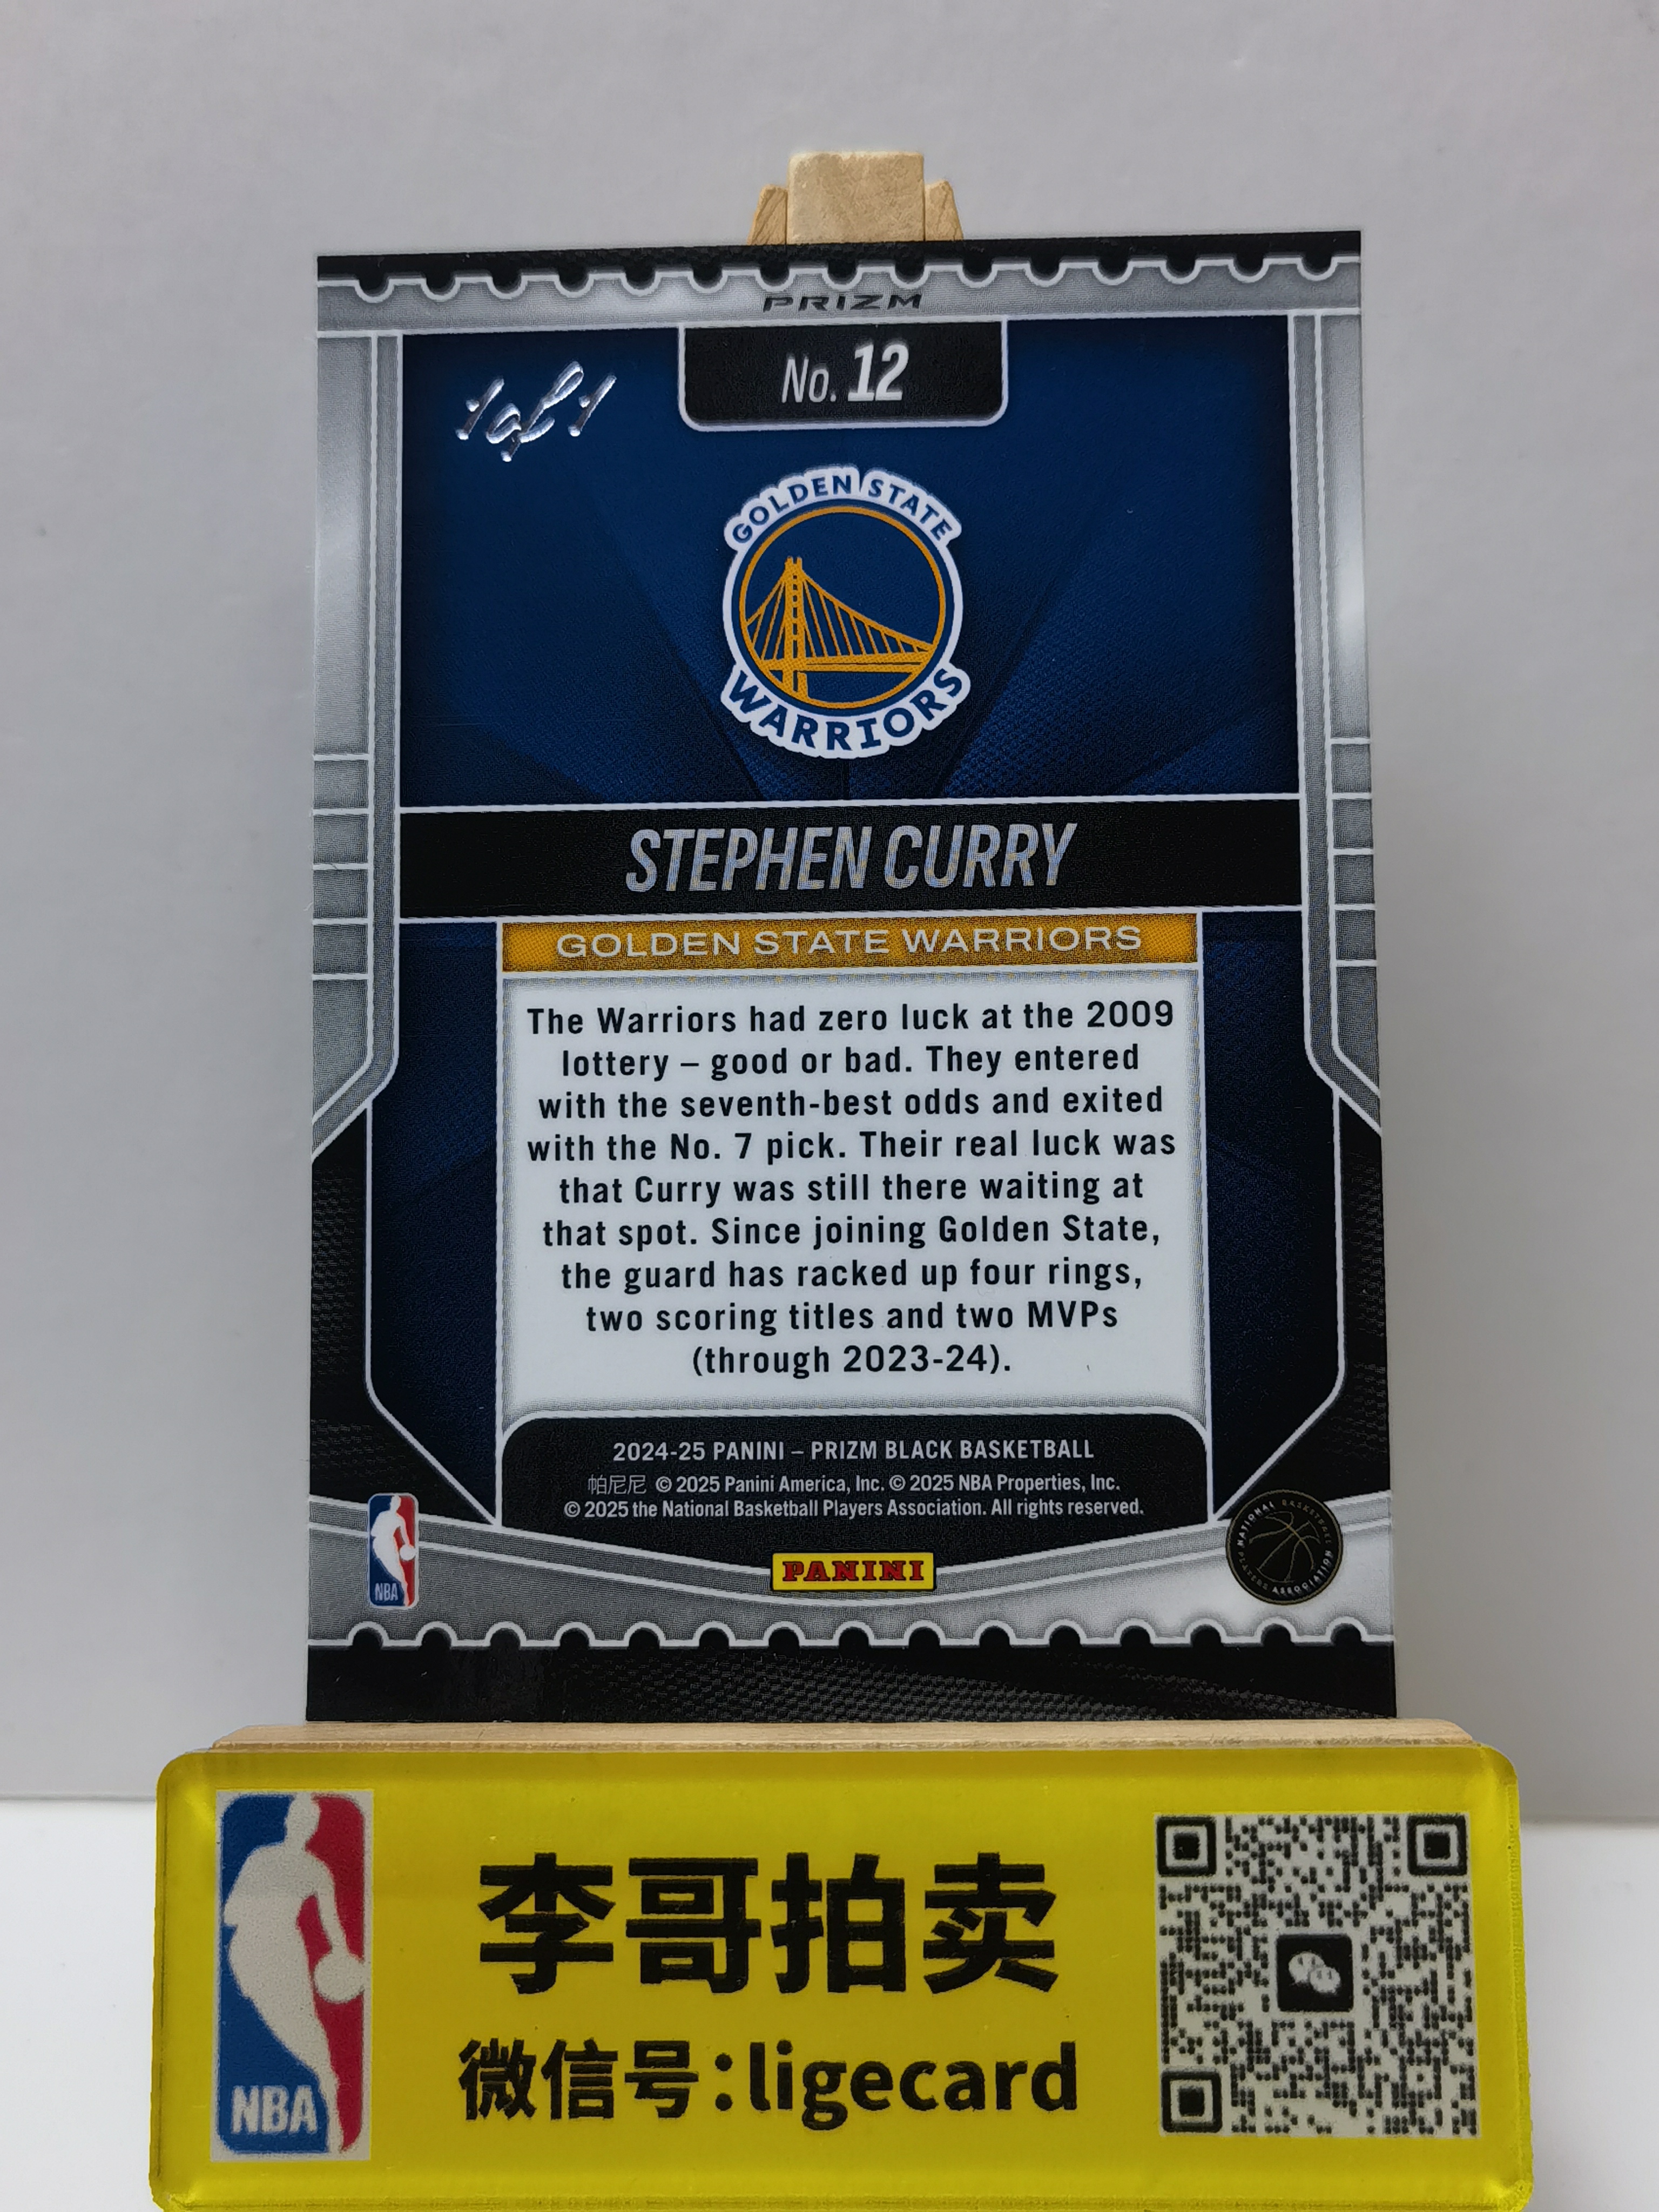 PRIZM
No. 12
1 of 1
GOLDEN STATE
WARRIORS
STEPHEN CURRY
GOLDEN STATE WARRIORS
The Warriors had zero luck at the 2009
lottery – good or bad. They entered
with the seventh-best odds and exited
with the No. 7 pick. Their real luck was
that Curry was still there waiting at
that spot. Since joining Golden State,
the guard has racked up four rings,
two scoring titles and two MVPs
(through 2023-24).
2024-25 PANINI – PRIZM BLACK BASKETBALL
帕尼尼 © 2025 Panini America, Inc. © 2025 NBA Properties, Inc.
© 2025 the National Basketball Players Association. All rights reserved.
NBA
PANINI
NATIONAL BASKETBALL PLAYERS ASSOCIATION
NBA
李哥拍卖
微信号:ligecard